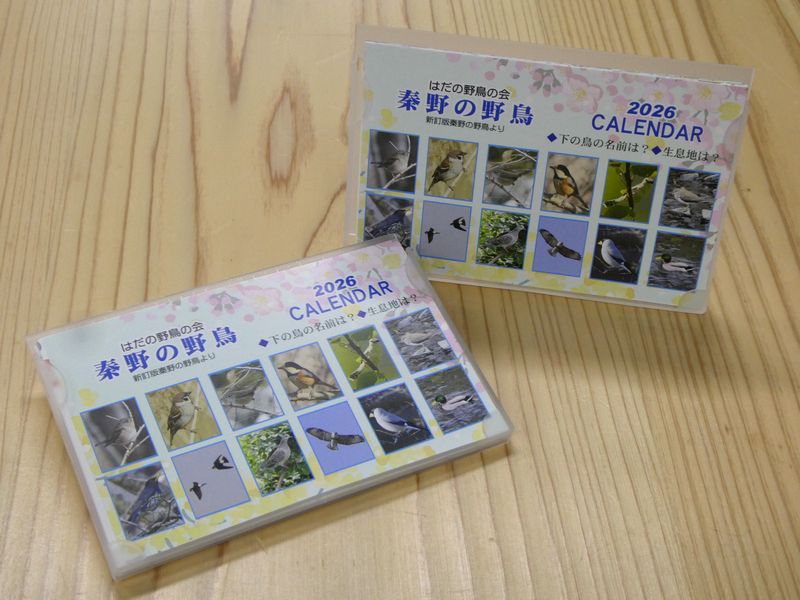 はだの野鳥の会
秦野の野鳥
新訂版秦野の野鳥より
2026
CALENDAR
◆下の鳥の名前は?◆生息地は?
はだの野鳥の会
秦野の野鳥
新訂版秦野の野鳥より
2026
CALENDAR
◆下の鳥の名前は?◆生息地は?